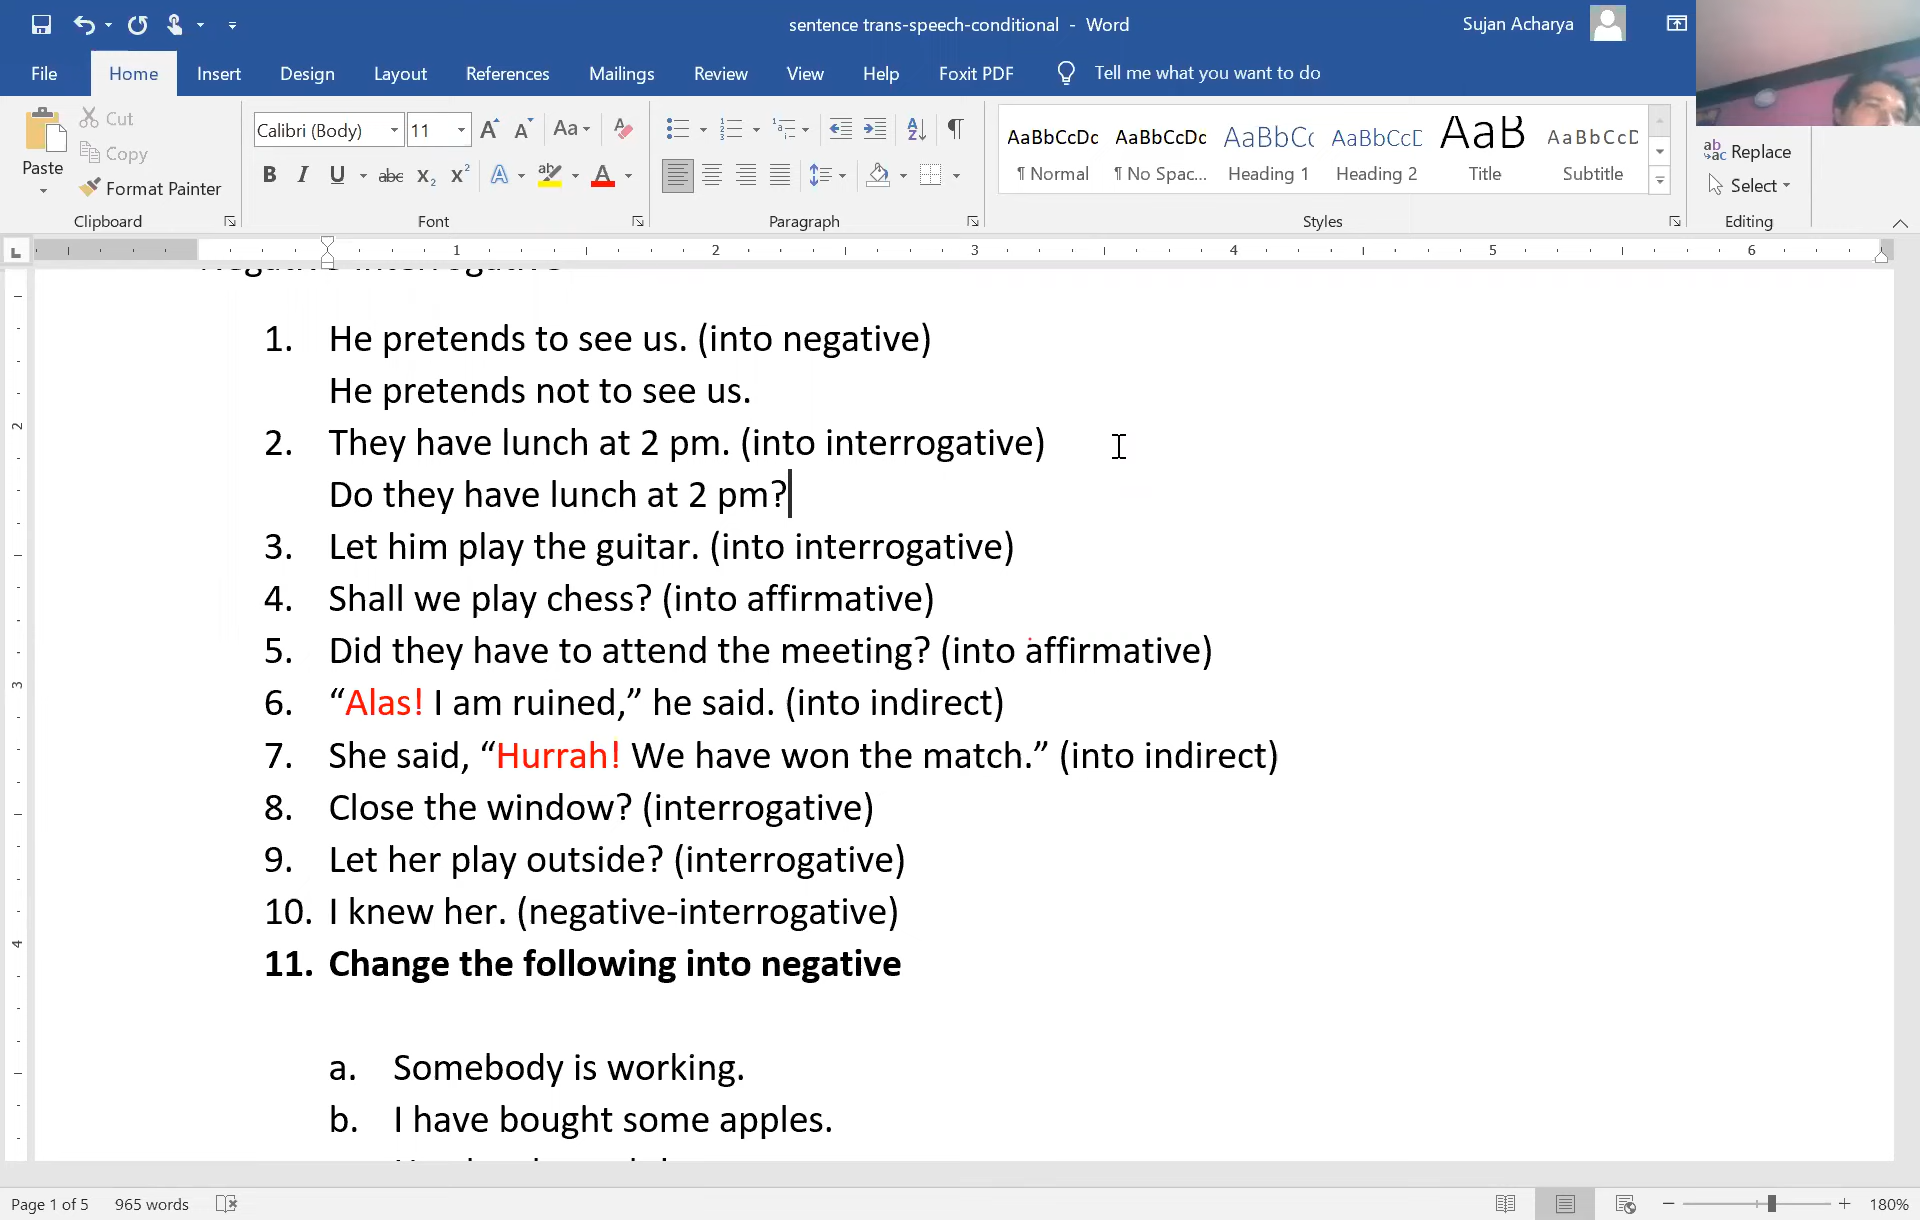 sentence trans-speech-conditional - Word
Sujan Acharya
File Home Insert Design Layout References Mailings Review View Help Foxit PDF Tell me what you want to do
Paste
Cut
Copy
Format Painter
Clipboard
Calibri (Body) 11
Font
Paragraph
AaBbCcDc AaBbCcDc AaBbCc AaBbCcD AaB AaBbCcD
¶ Normal ¶ No Spac... Heading 1 Heading 2 Title Subtitle
Styles
Replace
Select
Editing
1 2 3 4 5 6
Negative interrogative
1. He pretends to see us. (into negative)
He pretends not to see us.
2. They have lunch at 2 pm. (into interrogative)
Do they have lunch at 2 pm?
3. Let him play the guitar. (into interrogative)
4. Shall we play chess? (into affirmative)
5. Did they have to attend the meeting? (into affirmative)
6. “Alas! I am ruined,” he said. (into indirect)
7. She said, “Hurrah! We have won the match.” (into indirect)
8. Close the window? (interrogative)
9. Let her play outside? (interrogative)
10. I knew her. (negative-interrogative)
11. Change the following into negative
a. Somebody is working.
b. I have bought some apples.
Page 1 of 5 965 words 180%